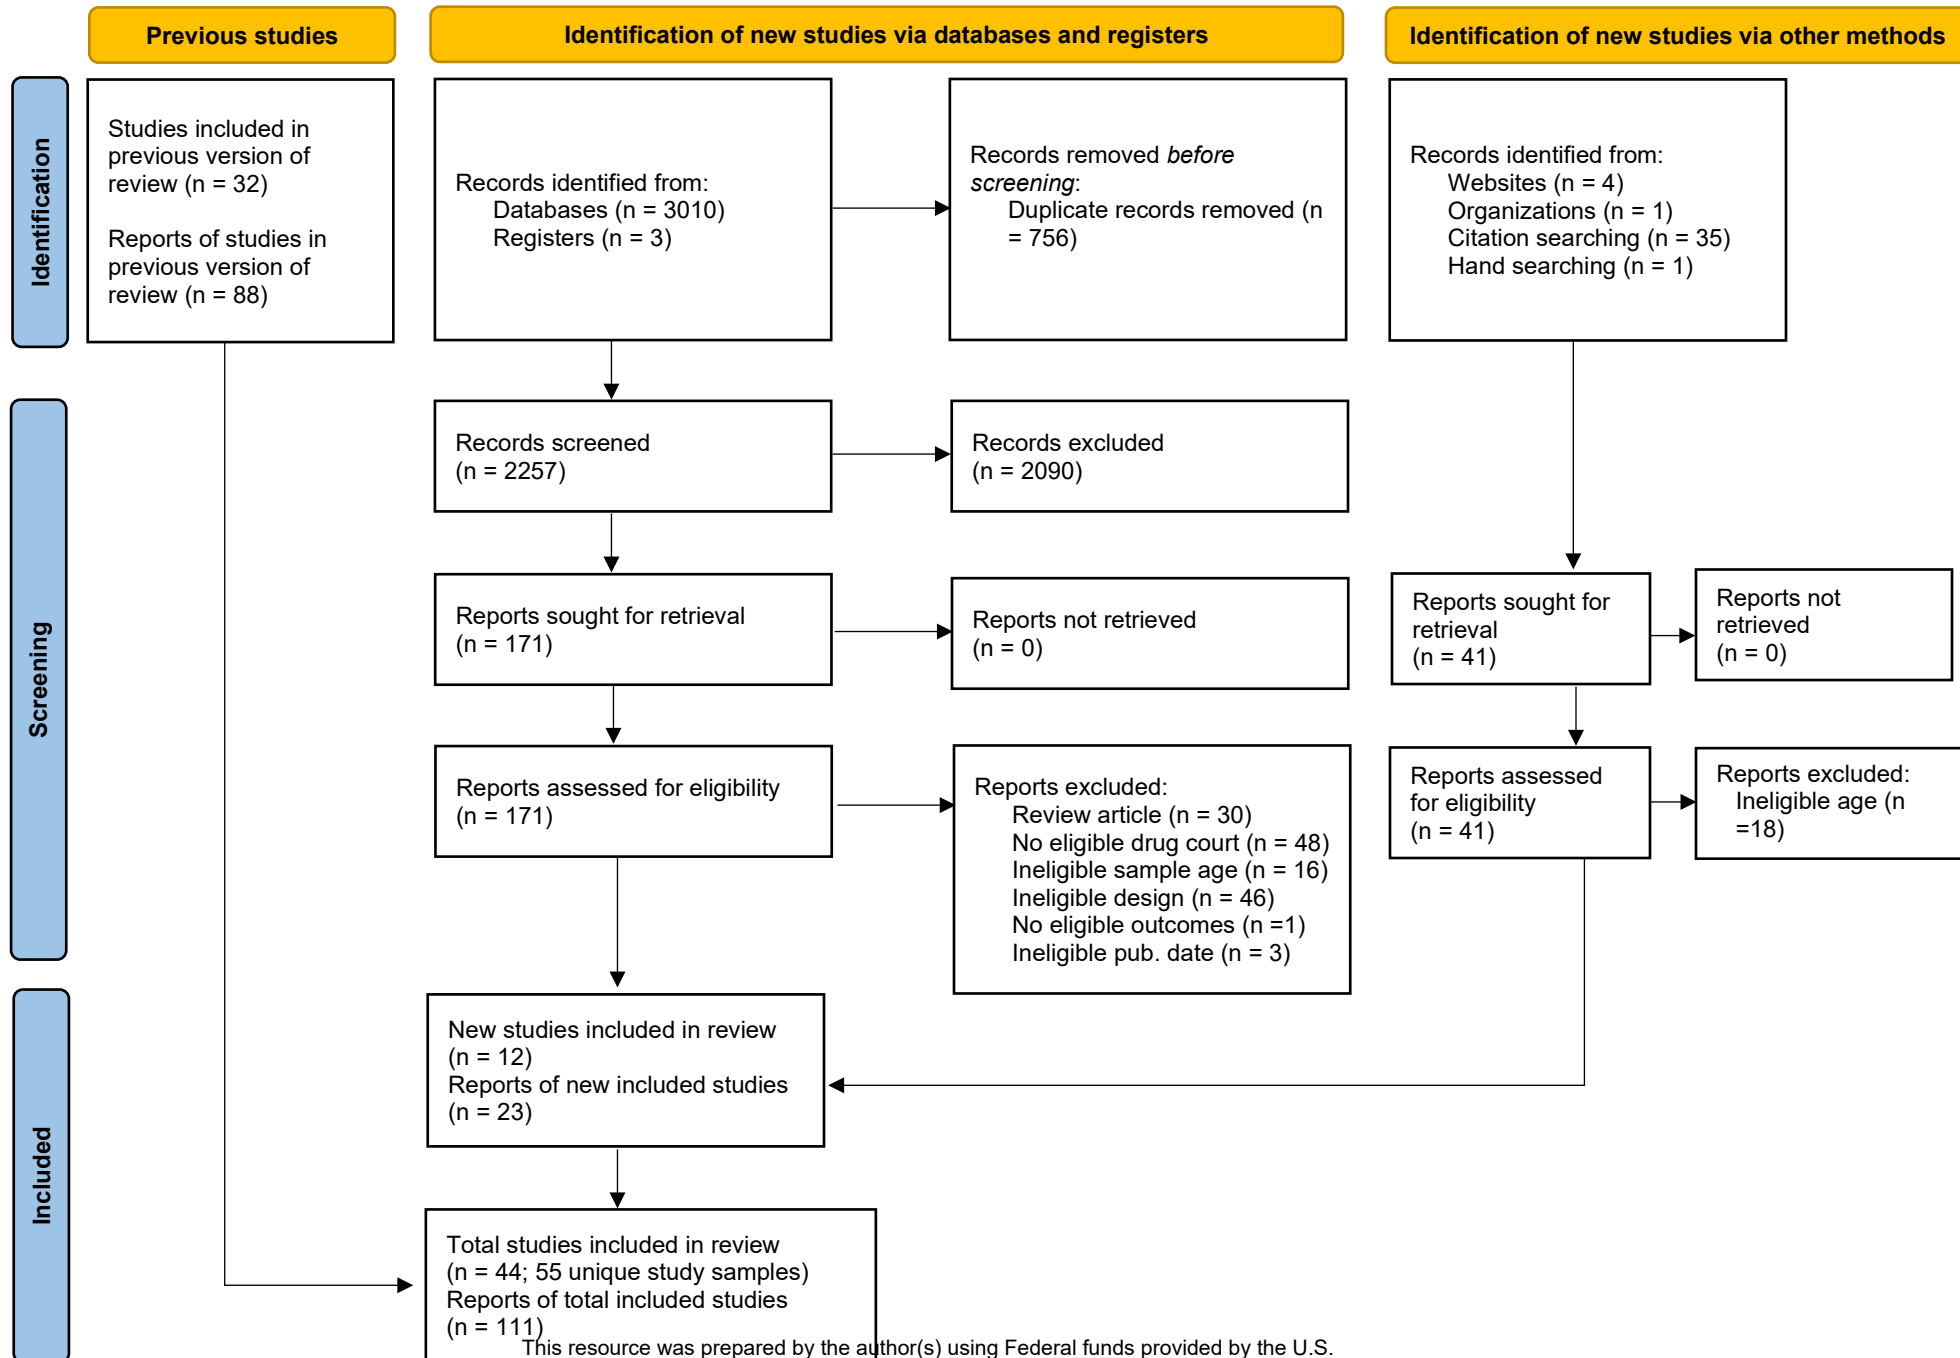 Previous studies
Identification of new studies via databases and registers
Identification of new studies via other methods
Identification
Studies included in
previous version of
review (n = 32)
Reports of studies in
previous version of
review (n = 88)
Records identified from:
Databases (n = 3010)
Registers (n = 3)
Records removed before
screening:
Duplicate records removed (n
= 756)
Records identified from:
Websites (n = 4)
Organizations (n = 1)
Citation searching (n = 35)
Hand searching (n = 1)
Screening
Records screened
(n = 2257)
Records excluded
(n = 2090)
Reports sought for retrieval
(n = 171)
Reports not retrieved
(n = 0)
Reports sought for
retrieval
(n = 41)
Reports not
retrieved
(n = 0)
Reports assessed for eligibility
(n = 171)
Reports excluded:
Review article (n = 30)
No eligible drug court (n = 48)
Ineligible sample age (n = 16)
Ineligible design (n = 46)
No eligible outcomes (n =1)
Ineligible pub. date (n = 3)
Reports assessed
for eligibility
(n = 41)
Reports excluded:
Ineligible age (n
=18)
Included
New studies included in review
(n = 12)
Reports of new included studies
(n = 23)
Total studies included in review
(n = 44; 55 unique study samples)
Reports of total included studies
(n = 111)
This resource was prepared by the author(s) using Federal funds provided by the U.S.